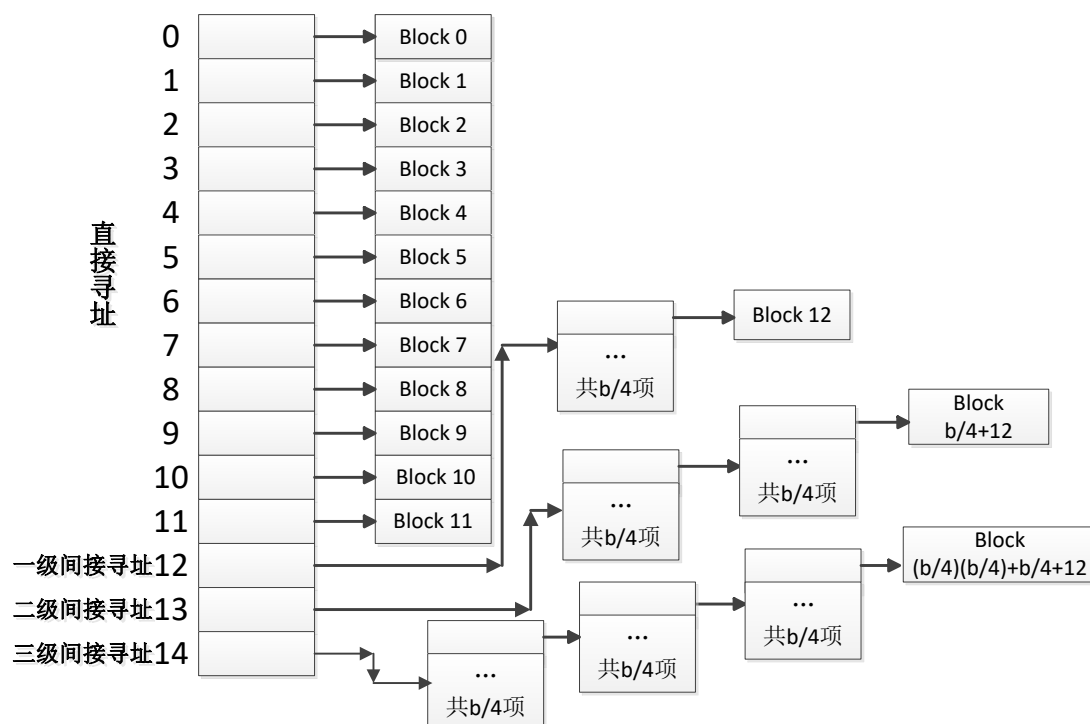 0
Block 0
1
Block 1
2
Block 2
3
Block 3
4
Block 4
5
Block 5
6
Block 6
7
Block 7
8
Block 8
9
Block 9
10
Block 10
11
Block 11
直接寻址
一级间接寻址12
二级间接寻址13
三级间接寻址14
...
共b/4项
Block 12
...
共b/4项
...
共b/4项
Block
b/4+12
...
共b/4项
...
共b/4项
...
共b/4项
Block
(b/4)(b/4)+b/4+12